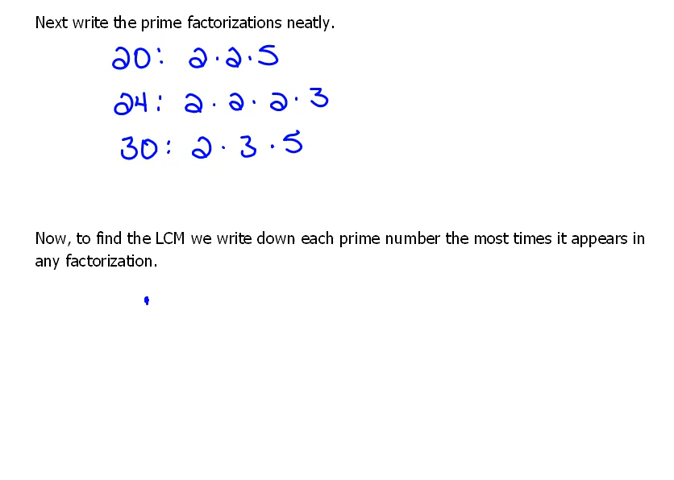 Next write the prime factorizations neatly.
20: 2 · 2 · 5
24: 2 · 2 · 2 · 3
30: 2 · 3 · 5
Now, to find the LCM we write down each prime number the most times it appears in
any factorization.